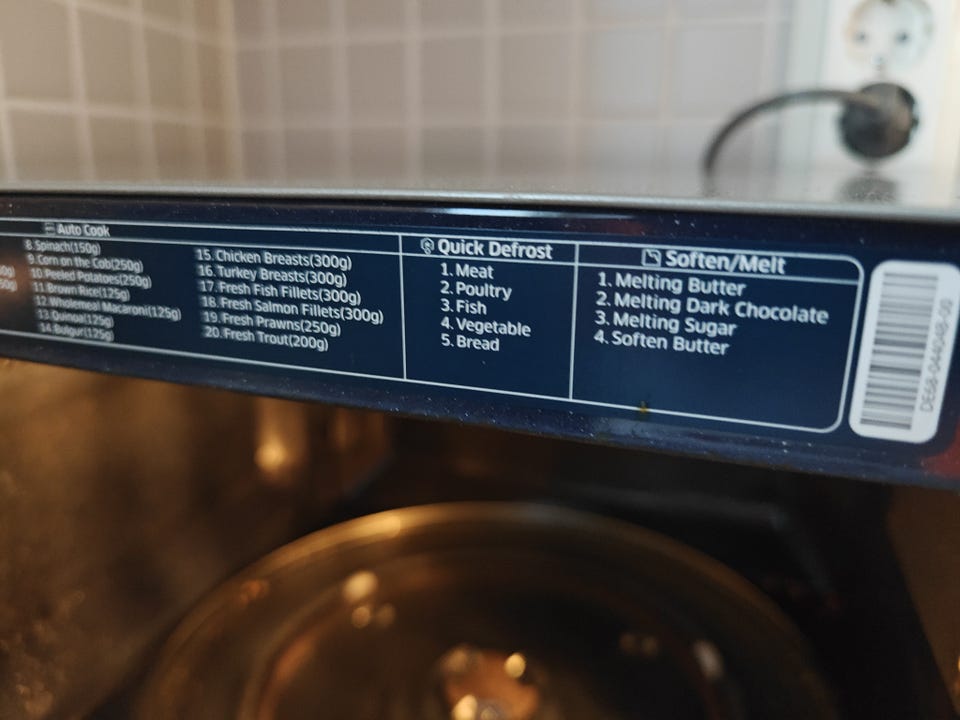 Auto Cook
8. Spinach(150g)
9. Corn on the Cob(250g)
10. Peeled Potatoes(250g)
11. Brown Rice(125g)
12. Wholemeal Macaroni(125g)
13. Quinoa(125g)
14. Bulgur(125g)
15. Chicken Breasts(300g)
16. Turkey Breasts(300g)
17. Fresh Fish Fillets(300g)
18. Fresh Salmon Fillets(300g)
19. Fresh Prawns(250g)
20. Fresh Trout(200g)
Quick Defrost
1. Meat
2. Poultry
3. Fish
4. Vegetable
5. Bread
Soften/Melt
1. Melting Butter
2. Melting Dark Chocolate
3. Melting Sugar
4. Soften Butter
DE68-04404B-00